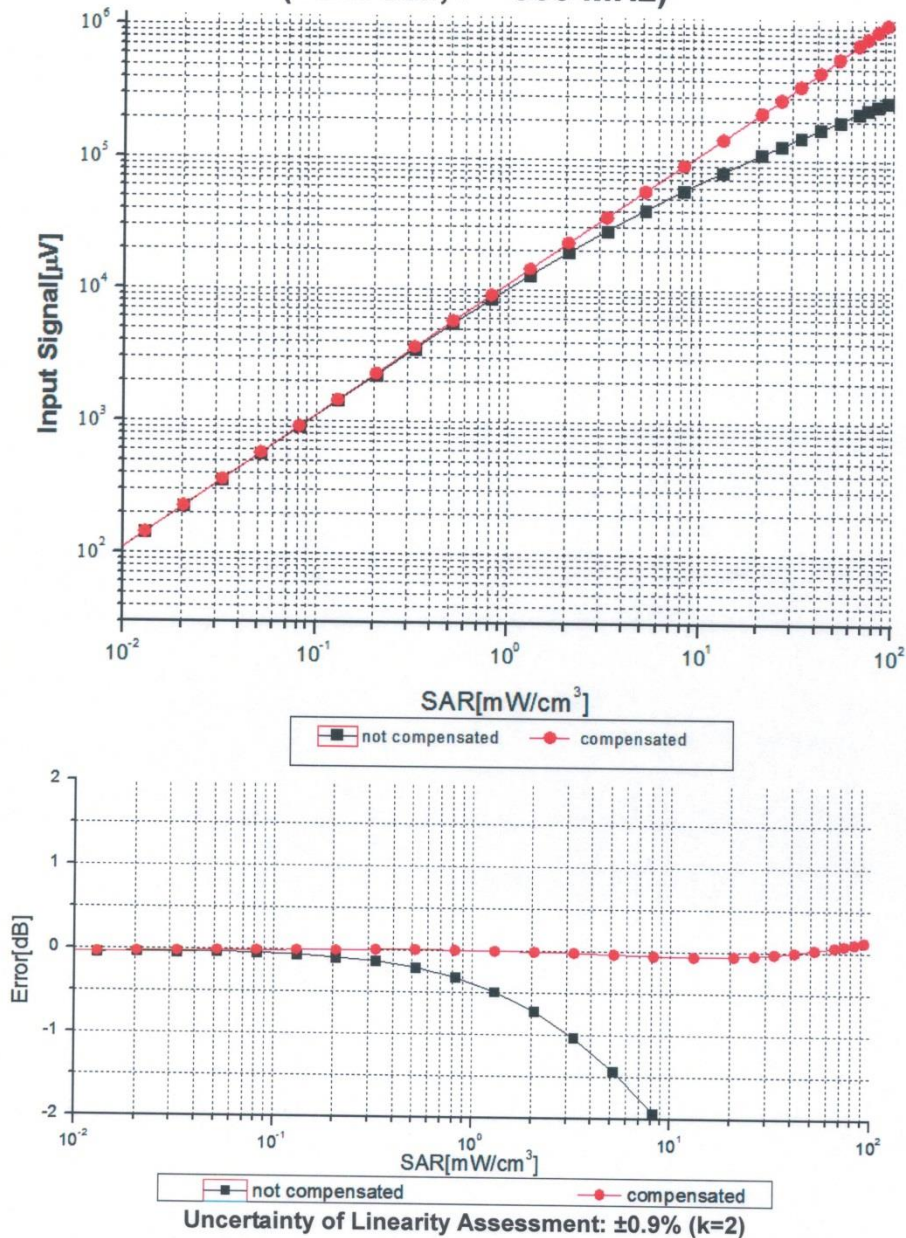 10⁶
10⁵
10⁴
10³
10²
Input Signal[µV]
10⁻² 10⁻¹ 10⁰ 10¹ 10²
SAR[mW/cm³]
not compensated compensated
2
1
0
-1
-2
Error[dB]
10⁻² 10⁻¹ 10⁰ 10¹ 10²
SAR[mW/cm³]
not compensated compensated
Uncertainty of Linearity Assessment: ±0.9% (k=2)